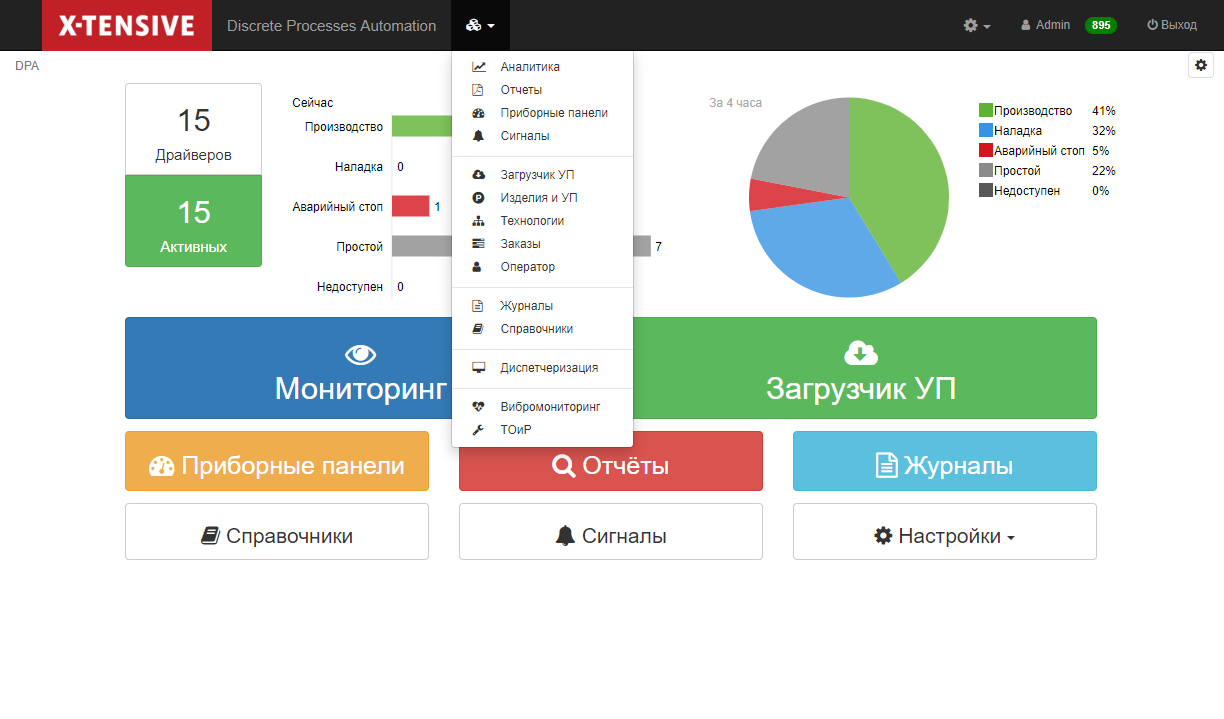 X-TENSIVE
Discrete Processes Automation
Admin
895
Выход
DPA
Аналитика
Отчеты
Приборные панели
Сигналы
Загрузчик УП
Изделия и УП
Технологии
Заказы
Оператор
Журналы
Справочники
Диспетчеризация
Вибромониторинг
ТОиР
15
Драйверов
15
Активных
Сейчас
Производство
Наладка 0
Аварийный стоп 1
Простой 7
Недоступен 0
За 4 часа
Производство 41%
Наладка 32%
Аварийный стоп 5%
Простой 22%
Недоступен 0%
Мониторинг
Загрузчик УП
Приборные панели
Отчёты
Журналы
Справочники
Сигналы
Настройки